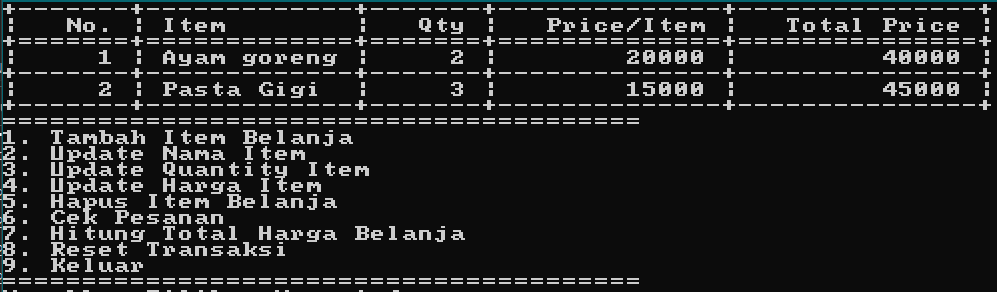 No. Item Qty Price/Item Total Price
1 Ayam goreng 2 20000 40000
2 Pasta Gigi 3 15000 45000
1. Tambah Item Belanja
2. Update Nama Item
3. Update Quantity Item
4. Update Harga Item
5. Hapus Item Belanja
6. Cek Pesanan
7. Hitung Total Harga Belanja
8. Reset Transaksi
9. Keluar